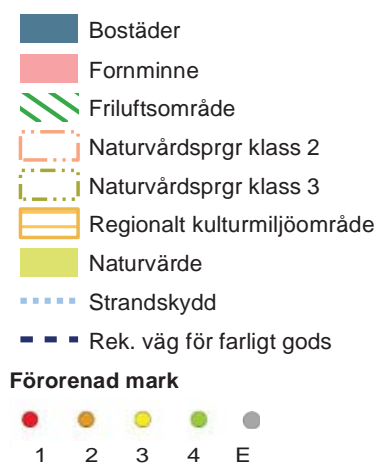 Bostäder
Fornminne
Friluftsområde
Naturvårdsprgr klass 2
Naturvårdsprgr klass 3
Regionalt kulturmiljöområde
Naturvärde
Strandskydd
Rek. väg för farligt gods
Förorenad mark
1 2 3 4 E